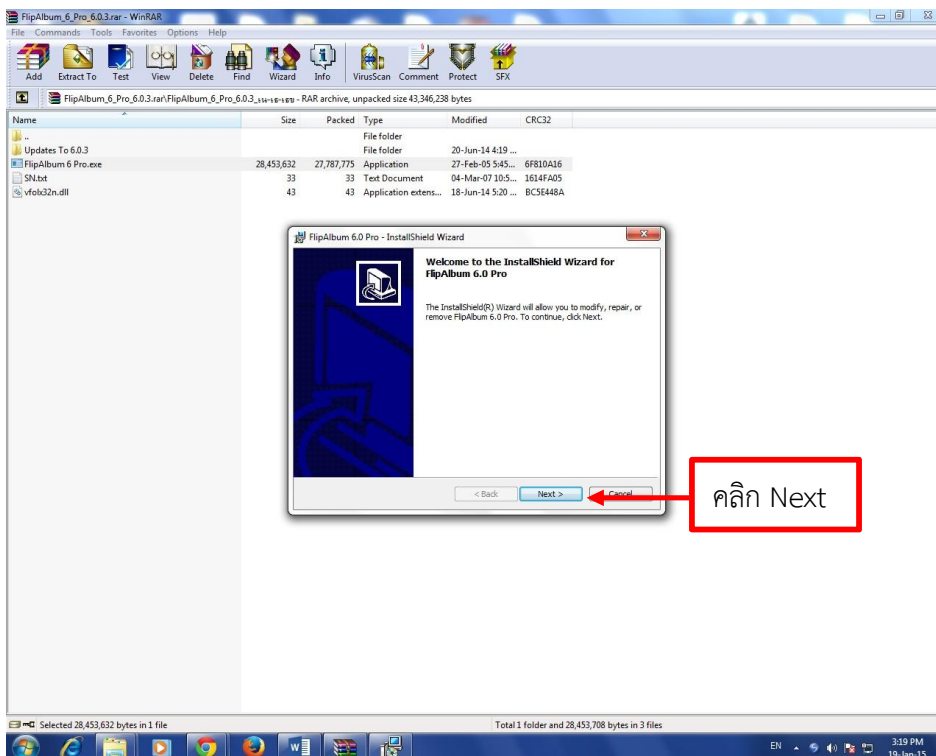 FlipAlbum_6_Pro_6.0.3.rar - WinRAR
File Commands Tools Favorites Options Help
Add Extract To Test View Delete Find Wizard Info VirusScan Comment Protect SFX
FlipAlbum_6_Pro_6.0.3.rar\FlipAlbum_6_Pro_6.0.3_ - RAR archive, unpacked size 43,346,238 bytes
Name Size Packed Type Modified CRC32
.. File folder
Updates To 6.0.3 File folder 20-Jun-14 4:19 ...
FlipAlbum 6 Pro.exe 28,453,632 27,787,775 Application 27-Feb-05 5:45... 6F810A16
SN.txt 33 33 Text Document 04-Mar-07 10:5... 1614FA05
vfolx32n.dll 43 43 Application extens... 18-Jun-14 5:20 ... BC5E448A
FlipAlbum 6.0 Pro - InstallShield Wizard
Welcome to the InstallShield Wizard for
FlipAlbum 6.0 Pro
The InstallShield(R) Wizard will allow you to modify, repair, or
remove FlipAlbum 6.0 Pro. To continue, click Next.
< Back Next > Cancel
คลิก Next
Selected 28,453,632 bytes in 1 file Total 1 folder and 28,453,708 bytes in 3 files
EN 3:19 PM
19-Jan-15